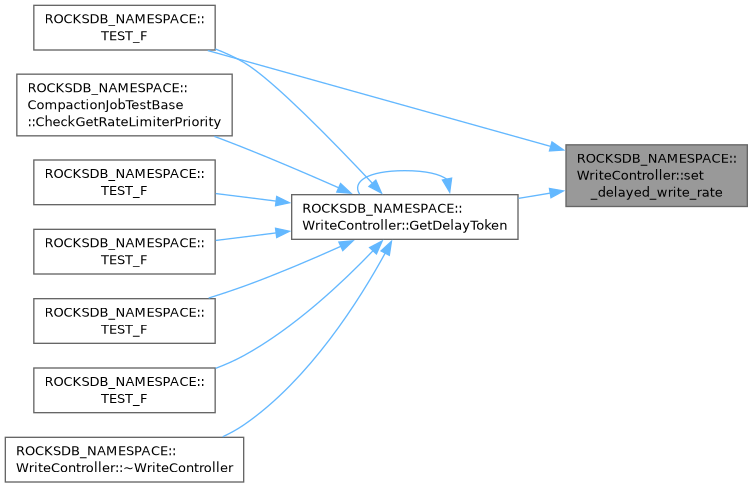 ROCKSDB_NAMESPACE::
TEST_F
ROCKSDB_NAMESPACE::
CompactionJobTestBase
::CheckGetRateLimiterPriority
ROCKSDB_NAMESPACE::
TEST_F
ROCKSDB_NAMESPACE::
TEST_F
ROCKSDB_NAMESPACE::
TEST_F
ROCKSDB_NAMESPACE::
TEST_F
ROCKSDB_NAMESPACE::
WriteController::~WriteController
ROCKSDB_NAMESPACE::
WriteController::GetDelayToken
ROCKSDB_NAMESPACE::
WriteController::set
_delayed_write_rate